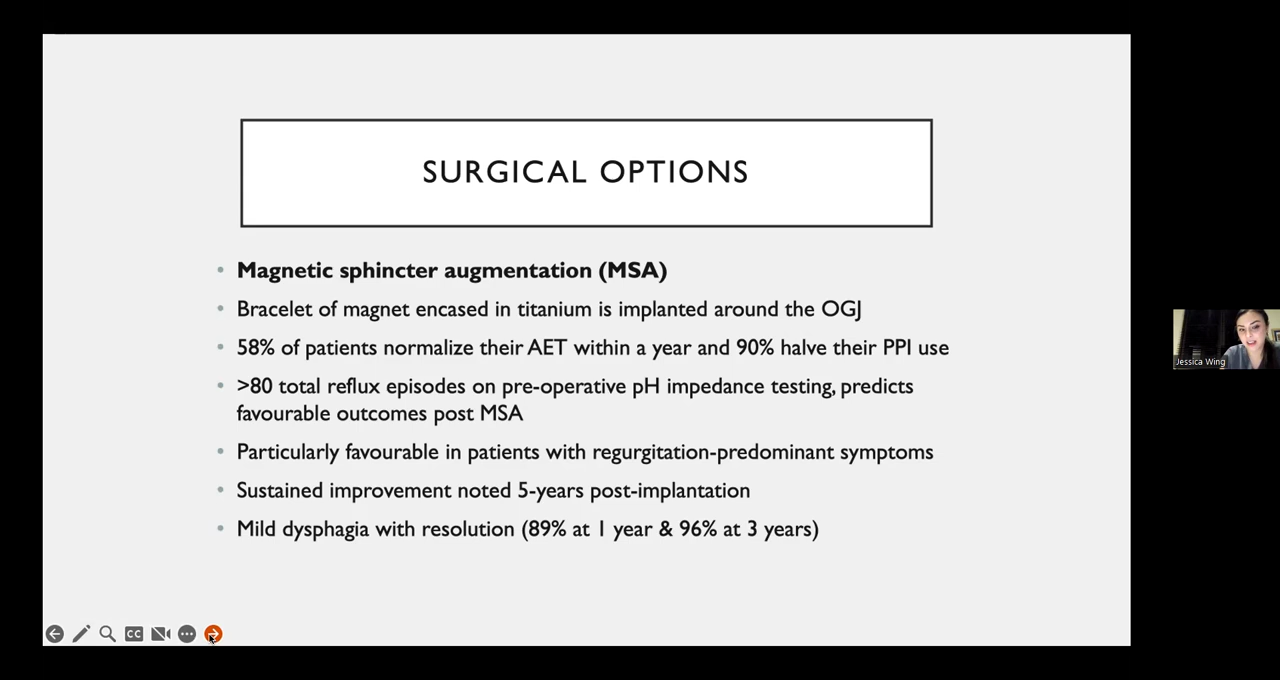 SURGICAL OPTIONS
• Magnetic sphincter augmentation (MSA)
• Bracelet of magnet encased in titanium is implanted around the OGJ
• 58% of patients normalize their AET within a year and 90% halve their PPI use
• >80 total reflux episodes on pre-operative pH impedance testing, predicts
favourable outcomes post MSA
• Particularly favourable in patients with regurgitation-predominant symptoms
• Sustained improvement noted 5-years post-implantation
• Mild dysphagia with resolution (89% at 1 year & 96% at 3 years)
Jessica Wing
CC